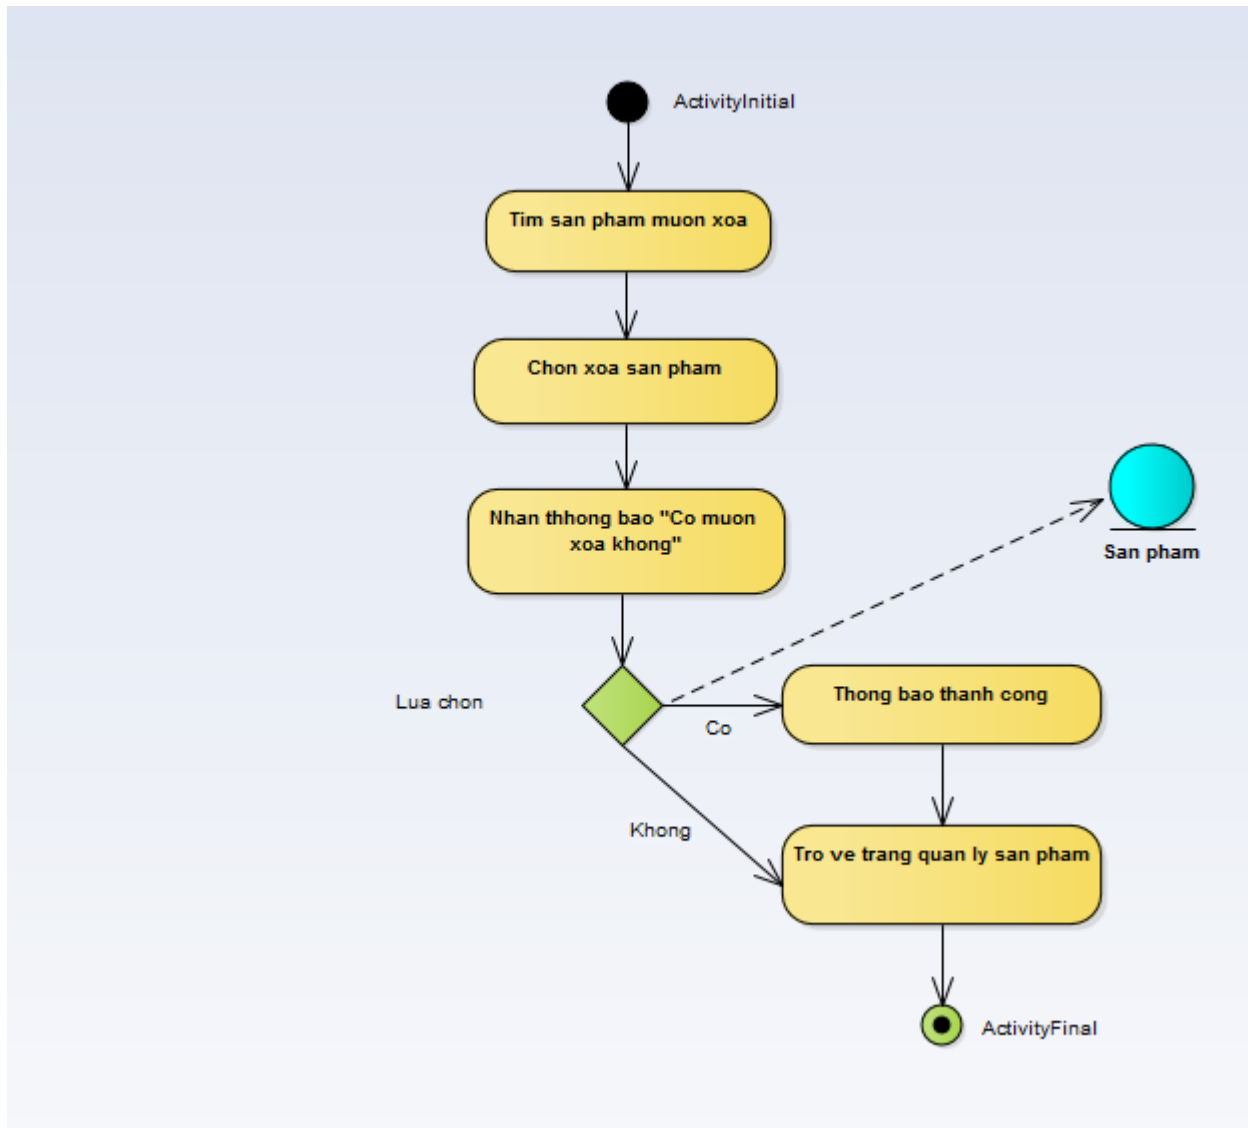 ActivityInitial
Tim san pham muon xoa
Chon xoa san pham
Nhan thhong bao "Co muon
xoa khong"
San pham
Lua chon
Thong bao thanh cong
Co
Khong
Tro ve trang quan ly san pham
ActivityFinal